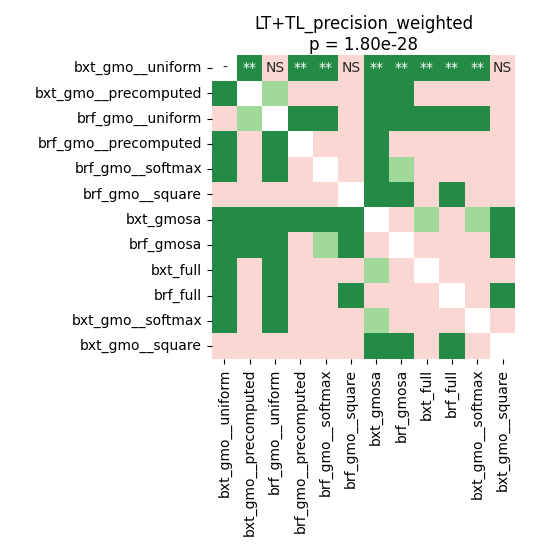 LT+TL_precision_weighted
p = 1.80e-28
bxt_gmo__uniform - ** NS ** ** NS ** ** ** ** ** NS
bxt_gmo__precomputed
brf_gmo__uniform
brf_gmo__precomputed
brf_gmo__softmax
brf_gmo__square
bxt_gmosa
brf_gmosa
bxt_full
brf_full
bxt_gmo__softmax
bxt_gmo__square
bxt_gmo__uniform
bxt_gmo__precomputed
brf_gmo__uniform
brf_gmo__precomputed
brf_gmo__softmax
brf_gmo__square
bxt_gmosa
brf_gmosa
bxt_full
brf_full
bxt_gmo__softmax
bxt_gmo__square